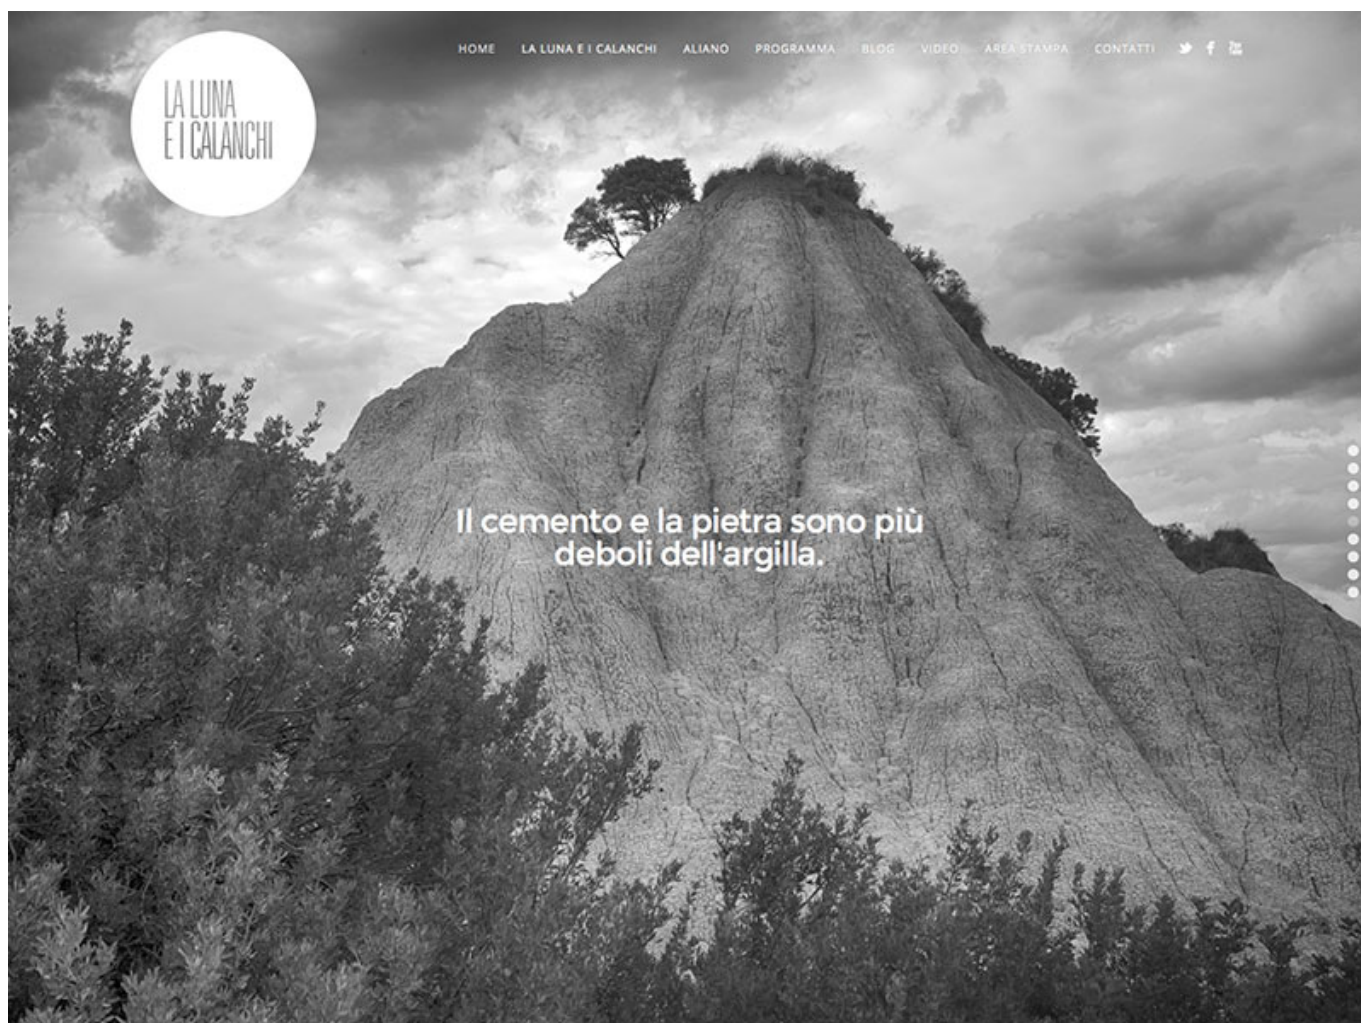 HOME LA LUNA E I CALANCHI ALIANO PROGRAMMA BLOG VIDEO AREA STAMPA CONTATTI
LA LUNA
E I CALANCHI
Il cemento e la pietra sono più
deboli dell'argilla.